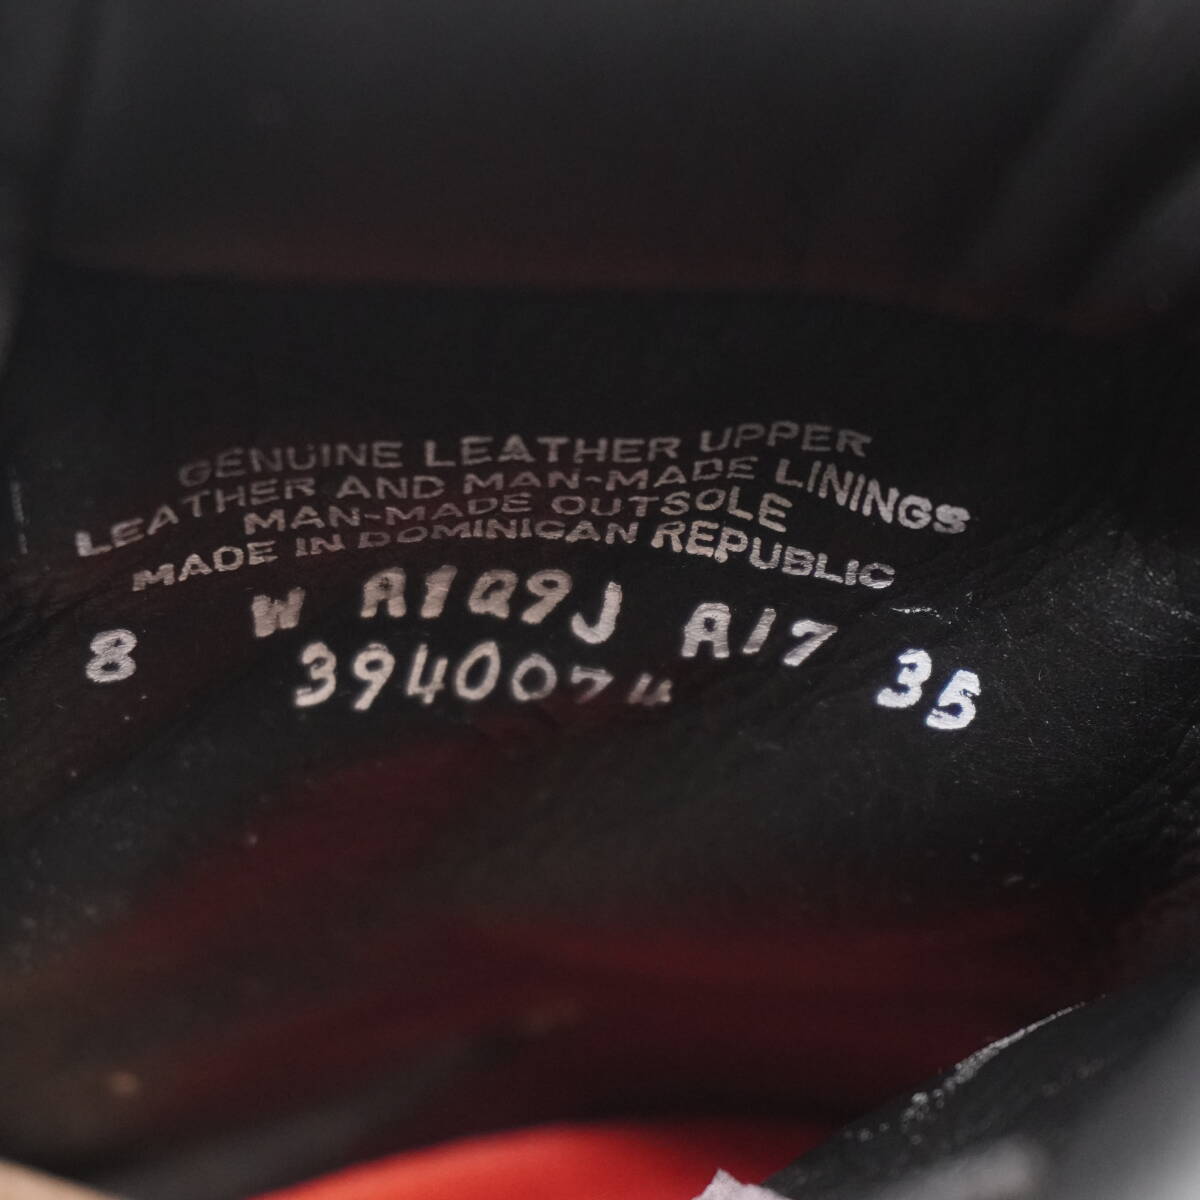 GENUINE LEATHER UPPER
LEATHER AND MAN-MADE LININGS
MAN-MADE OUTSOLE
MADE IN DOMINICAN REPUBLIC
8 W A1Q9J A17 35
3940074